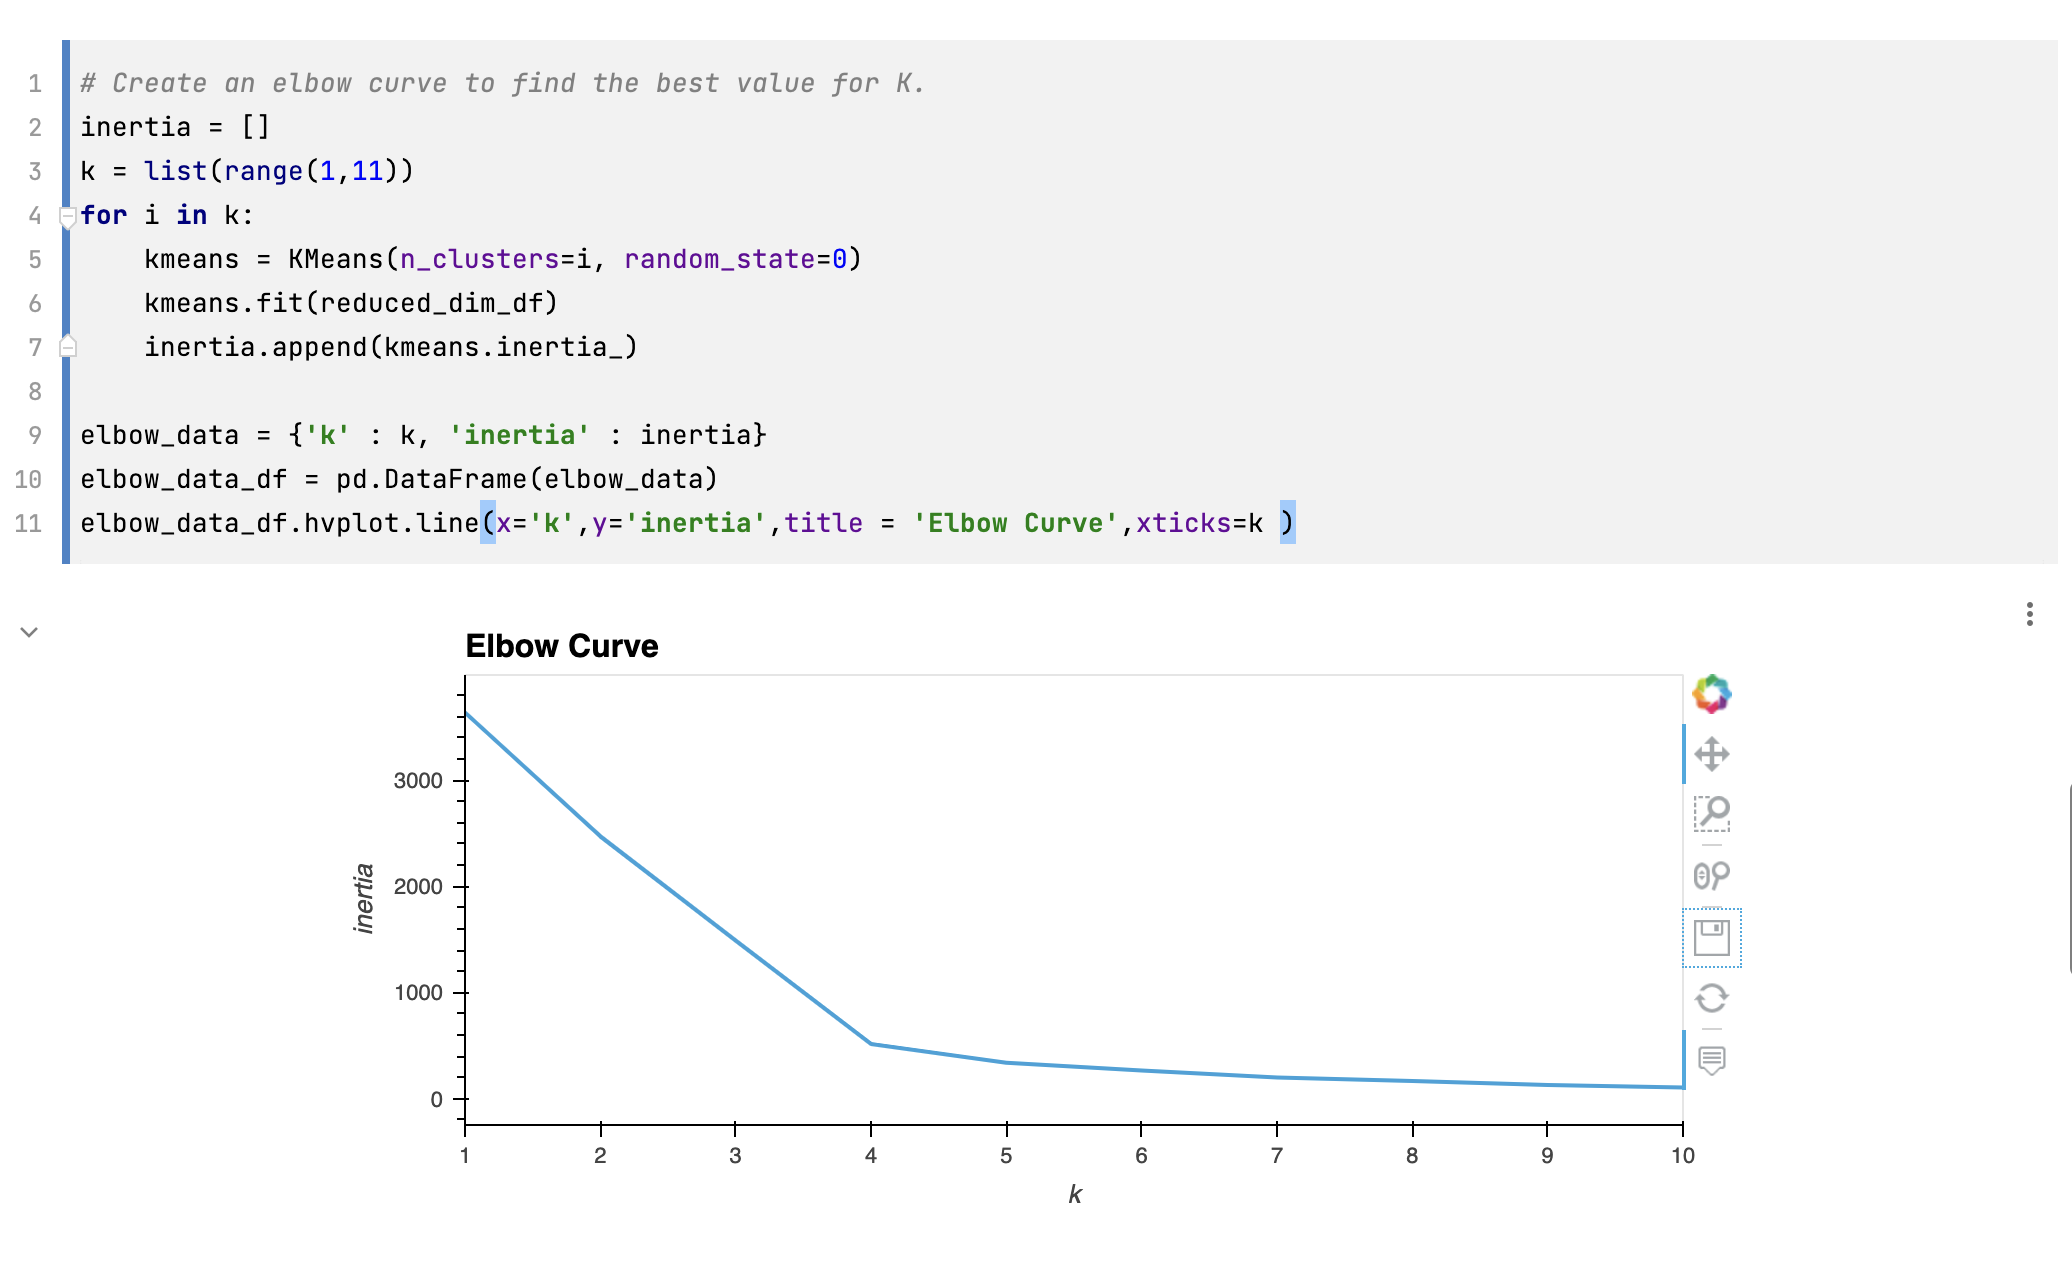 1 # Create an elbow curve to find the best value for K.
2 inertia = []
3 k = list(range(1,11))
4 for i in k:
5 kmeans = KMeans(n_clusters=i, random_state=0)
6 kmeans.fit(reduced_dim_df)
7 inertia.append(kmeans.inertia_)
8
9 elbow_data = {'k' : k, 'inertia' : inertia}
10 elbow_data_df = pd.DataFrame(elbow_data)
11 elbow_data_df.hvplot.line(x='k',y='inertia',title = 'Elbow Curve',xticks=k )
Elbow Curve
3000
2000
1000
0
inertia
1 2 3 4 5 6 7 8 9 10
k